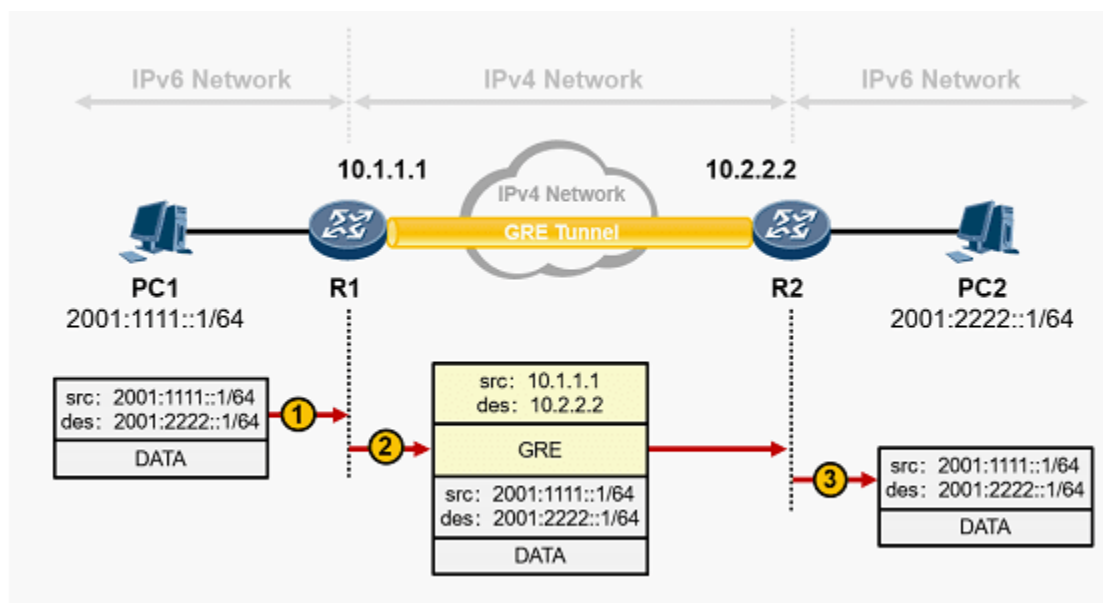 IPv6 Network
IPv4 Network
IPv6 Network
10.1.1.1
10.2.2.2
IPv4 Network
GRE Tunnel
PC1
R1
R2
PC2
2001:1111::1/64
2001:2222::1/64
src: 2001:1111::1/64
des: 2001:2222::1/64
DATA
1
2
src: 10.1.1.1
des: 10.2.2.2
GRE
src: 2001:1111::1/64
des: 2001:2222::1/64
DATA
3
src: 2001:1111::1/64
des: 2001:2222::1/64
DATA